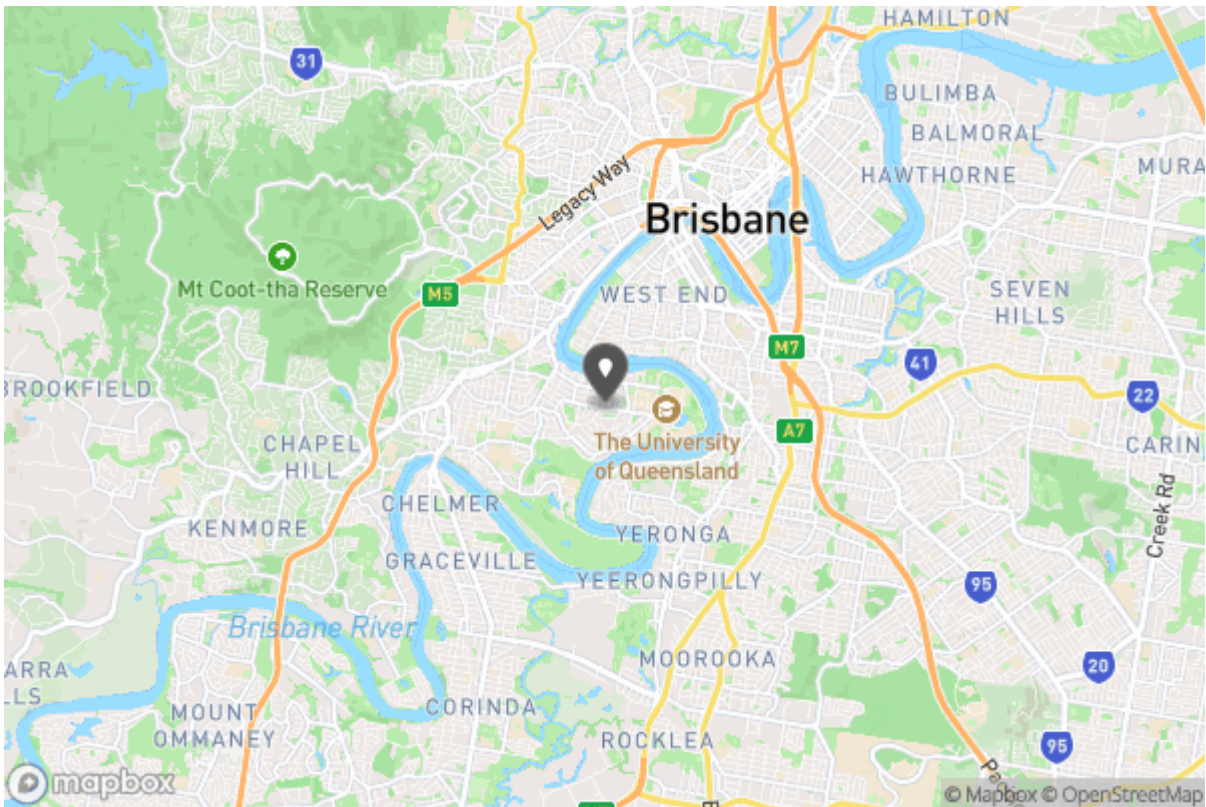 HAMILTON
31
BULIMBA
BALMORAL
MURA
HAWTHORNE
Legacy Way
Brisbane
Mt Coot-tha Reserve
M5
WEST END
SEVEN
HILLS
M7
41
BROOKFIELD
22
CHAPEL
HILL
The University
of Queensland
A7
CARIN
CHELMER
KENMORE
YERONGA
Creek Rd
GRACEVILLE
YEERONGPILLY
95
Brisbane River
MOOROOKA
20
ARRA
LLS
CORINDA
MOUNT
OMMANEY
ROCKLEA
95
mapbox
© Mapbox © OpenStreetMap